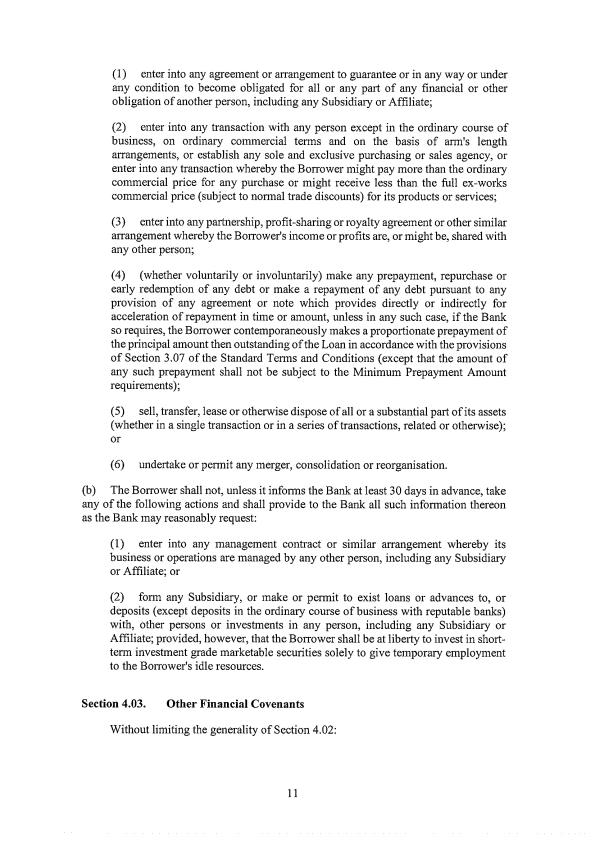 (1) enter into any agreement or arrangement to guarantee or in any way or under
any condition to become obligated for all or any part of any financial or other
obligation of another person, including any Subsidiary or Affiliate;
(2) enter into any transaction with any person except in the ordinary course of
business, on ordinary commercial terms and on the basis of arm's length
arrangements, or establish any sole and exclusive purchasing or sales agency, or
enter into any transaction whereby the Borrower might pay more than the ordinary
commercial price for any purchase or might receive less than the full ex-works
commercial price (subject to normal trade discounts) for its products or services;
(3) enter into any partnership, profit-sharing or royalty agreement or other similar
arrangement whereby the Borrower's income or profits are, or might be, shared with
any other person;
(4) (whether voluntarily or involuntarily) make any prepayment, repurchase or
early redemption of any debt or make a repayment of any debt pursuant to any
provision of any agreement or note which provides directly or indirectly for
acceleration of repayment in time or amount, unless in any such case, if the Bank
so requires, the Borrower contemporaneously makes a proportionate prepayment of
the principal amount then outstanding of the Loan in accordance with the provisions
of Section 3.07 of the Standard Terms and Conditions (except that the amount of
any such prepayment shall not be subject to the Minimum Prepayment Amount
requirements);
(5) sell, transfer, lease or otherwise dispose of all or a substantial part of its assets
(whether in a single transaction or in a series of transactions, related or otherwise);
or
(6) undertake or permit any merger, consolidation or reorganisation.
(b) The Borrower shall not, unless it informs the Bank at least 30 days in advance, take
any of the following actions and shall provide to the Bank all such information thereon
as the Bank may reasonably request:
(1) enter into any management contract or similar arrangement whereby its
business or operations are managed by any other person, including any Subsidiary
or Affiliate; or
(2) form any Subsidiary, or make or permit to exist loans or advances to, or
deposits (except deposits in the ordinary course of business with reputable banks)
with, other persons or investments in any person, including any Subsidiary or
Affiliate; provided, however, that the Borrower shall be at liberty to invest in short-
term investment grade marketable securities solely to give temporary employment
to the Borrower's idle resources.
Section 4.03. Other Financial Covenants
Without limiting the generality of Section 4.02:
11